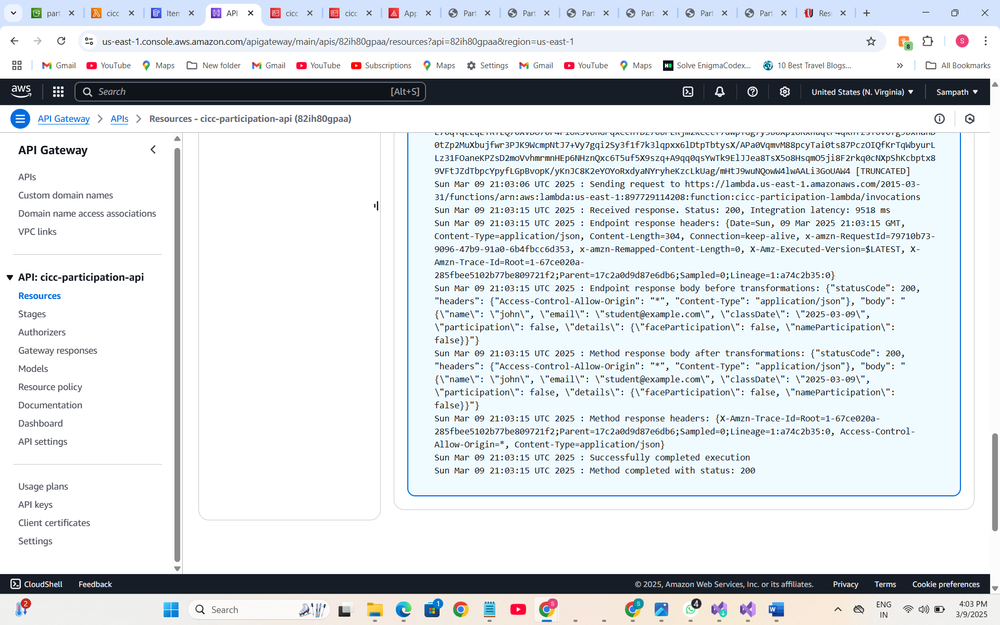 part
cicc
Item
API
cicc
cicc
App
Part
Part
Part
Part
Part
Part
Res
us-east-1.console.aws.amazon.com/apigateway/main/apis/82ih80gpaa/resources?api=82ih80gpaa&region=us-east-1
S
8
Gmail
YouTube
Maps
New folder
Gmail
YouTube
Subscriptions
Maps
Settings
Gmail
YouTube
Maps
Solve EnigmaCodex...
10 Best Travel Blogs...
»
All Bookmarks
aws
Search
[Alt+S]
United States (N. Virginia)
Sampath
API Gateway > APIs > Resources - cicc-participation-api (82ih80gpaa)
API Gateway
APIs
Custom domain names
Domain name access associations
VPC links
API: cicc-participation-api
Resources
Stages
Authorizers
Gateway responses
Models
Resource policy
Documentation
Dashboard
API settings
Usage plans
API keys
Client certificates
Settings
0tZp2MuXbujfwr3PJK9WcmpNtJ7+Vy7gqi2Sy3f1f7k3lqpxx6lDtpTbtysX/APa0VqmvM88pcyTai0ts87PczOIQfKrTqWbyurL
Lz31FOaneKPZsD2moVvhmrmnHEp6NHznQxc6T5uf5X9szq+A9qq0qsYwTk9ElJJea8TsX5o8HsqmO5ji8F2rkq0cNXpShKcbptx8
9VFtJZdTbpcYpyfLGpBvopK/yKnJC8K2eYOYoRxdyaNYryheKzcLkUag/mHtJ9wuNQowW4lwAALi3GoUAW4 [TRUNCATED]
Sun Mar 09 21:03:06 UTC 2025 : Sending request to https://lambda.us-east-1.amazonaws.com/2015-03-
31/functions/arn:aws:lambda:us-east-1:897729114208:function:cicc-participation-lambda/invocations
Sun Mar 09 21:03:15 UTC 2025 : Received response. Status: 200, Integration latency: 9518 ms
Sun Mar 09 21:03:15 UTC 2025 : Endpoint response headers: {Date=Sun, 09 Mar 2025 21:03:15 GMT,
Content-Type=application/json, Content-Length=304, Connection=keep-alive, x-amzn-RequestId=79710b73-
9096-47b9-91a0-6b4fbcc6d353, x-amzn-Remapped-Content-Length=0, X-Amz-Executed-Version=$LATEST, X-
Amzn-Trace-Id=Root=1-67ce020a-
285fbee5102b77be809721f2;Parent=17c2a0d9d87e6db6;Sampled=0;Lineage=1:a74c2b35:0}
Sun Mar 09 21:03:15 UTC 2025 : Endpoint response body before transformations: {"statusCode": 200,
"headers": {"Access-Control-Allow-Origin": "*", "Content-Type": "application/json"}, "body": "
{\"name\": \"john\", \"email\": \"student@example.com\", \"classDate\": \"2025-03-09\",
\"participation\": false, \"details\": {\"faceParticipation\": false, \"nameParticipation\":
false}}"}
Sun Mar 09 21:03:15 UTC 2025 : Method response body after transformations: {"statusCode": 200,
"headers": {"Access-Control-Allow-Origin": "*", "Content-Type": "application/json"}, "body": "
{\"name\": \"john\", \"email\": \"student@example.com\", \"classDate\": \"2025-03-09\",
\"participation\": false, \"details\": {\"faceParticipation\": false, \"nameParticipation\":
false}}"}
Sun Mar 09 21:03:15 UTC 2025 : Method response headers: {X-Amzn-Trace-Id=Root=1-67ce020a-
285fbee5102b77be809721f2;Parent=17c2a0d9d87e6db6;Sampled=0;Lineage=1:a74c2b35:0, Access-Control-
Allow-Origin=*, Content-Type=application/json}
Sun Mar 09 21:03:15 UTC 2025 : Successfully completed execution
Sun Mar 09 21:03:15 UTC 2025 : Method completed with status: 200
CloudShell
Feedback
© 2025, Amazon Web Services, Inc. or its affiliates.
Privacy
Terms
Cookie preferences
2
Search
1
S
S
4
ENG
IN
4:03 PM
3/9/2025